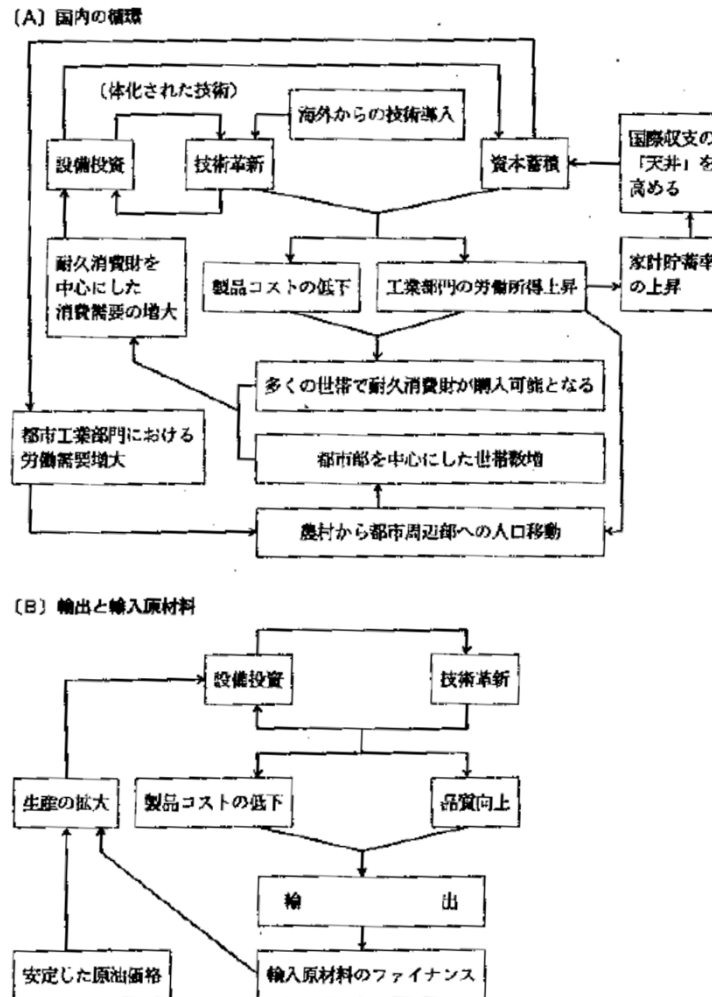 〔A〕国内の循環
（体化された技術）
海外からの技術導入
設備投資
技術革新
資本蓄積
国際収支の
「天井」を
高める
耐久消費財を
中心にした
消費需要の増大
製品コストの低下
工業部門の労働所得上昇
家計貯蓄率
の上昇
多くの世帯で耐久消費財が購入可能となる
都市工業部門における
労働需要増大
都市部を中心にした世帯数増
農村から都市周辺部への人口移動
〔B〕輸出と輸入原材料
設備投資
技術革新
生産の拡大
製品コストの低下
品質向上
輸出
安定した原油価格
輸入原材料のファイナンス